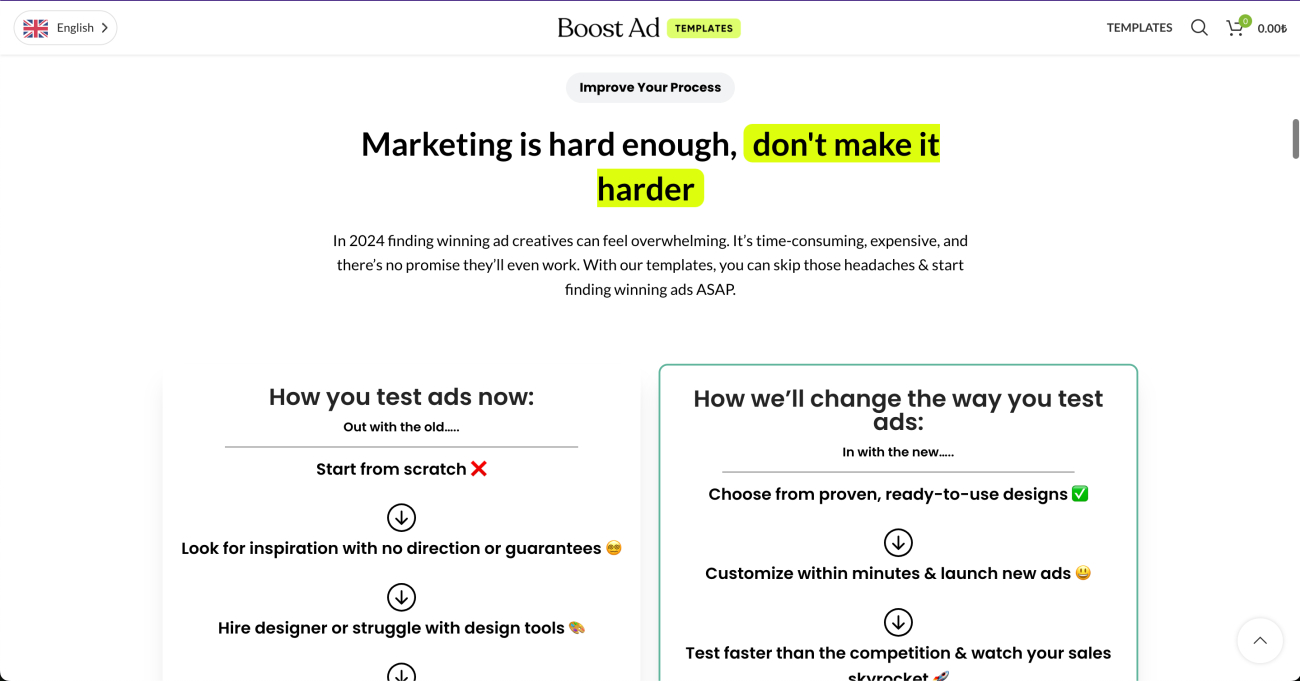 English
Boost Ad TEMPLATES
TEMPLATES
0
0.00₺
Improve Your Process
Marketing is hard enough, don't make it
harder
In 2024 finding winning ad creatives can feel overwhelming. It’s time-consuming, expensive, and
there’s no promise they’ll even work. With our templates, you can skip those headaches & start
finding winning ads ASAP.
How you test ads now:
Out with the old…..
Start from scratch ❌
Look for inspiration with no direction or guarantees 😵‍💫
Hire designer or struggle with design tools 🎨
How we’ll change the way you test
ads:
In with the new…..
Choose from proven, ready-to-use designs ✅
Customize within minutes & launch new ads 😃
Test faster than the competition & watch your sales
skyrocket 🚀